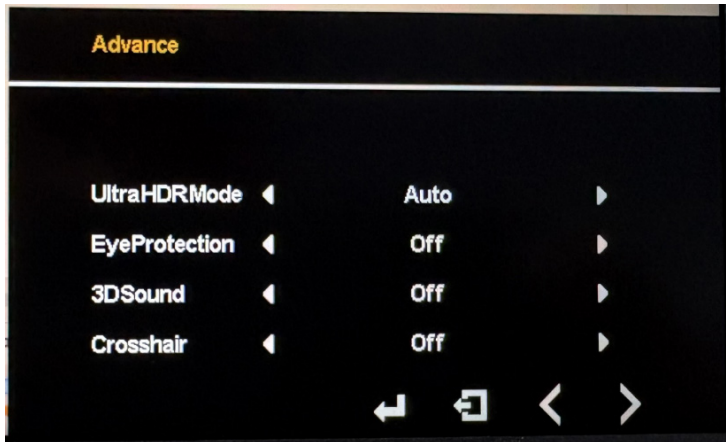 Advance
UltraHDRMode Auto
EyeProtection Off
3DSound Off
Crosshair Off